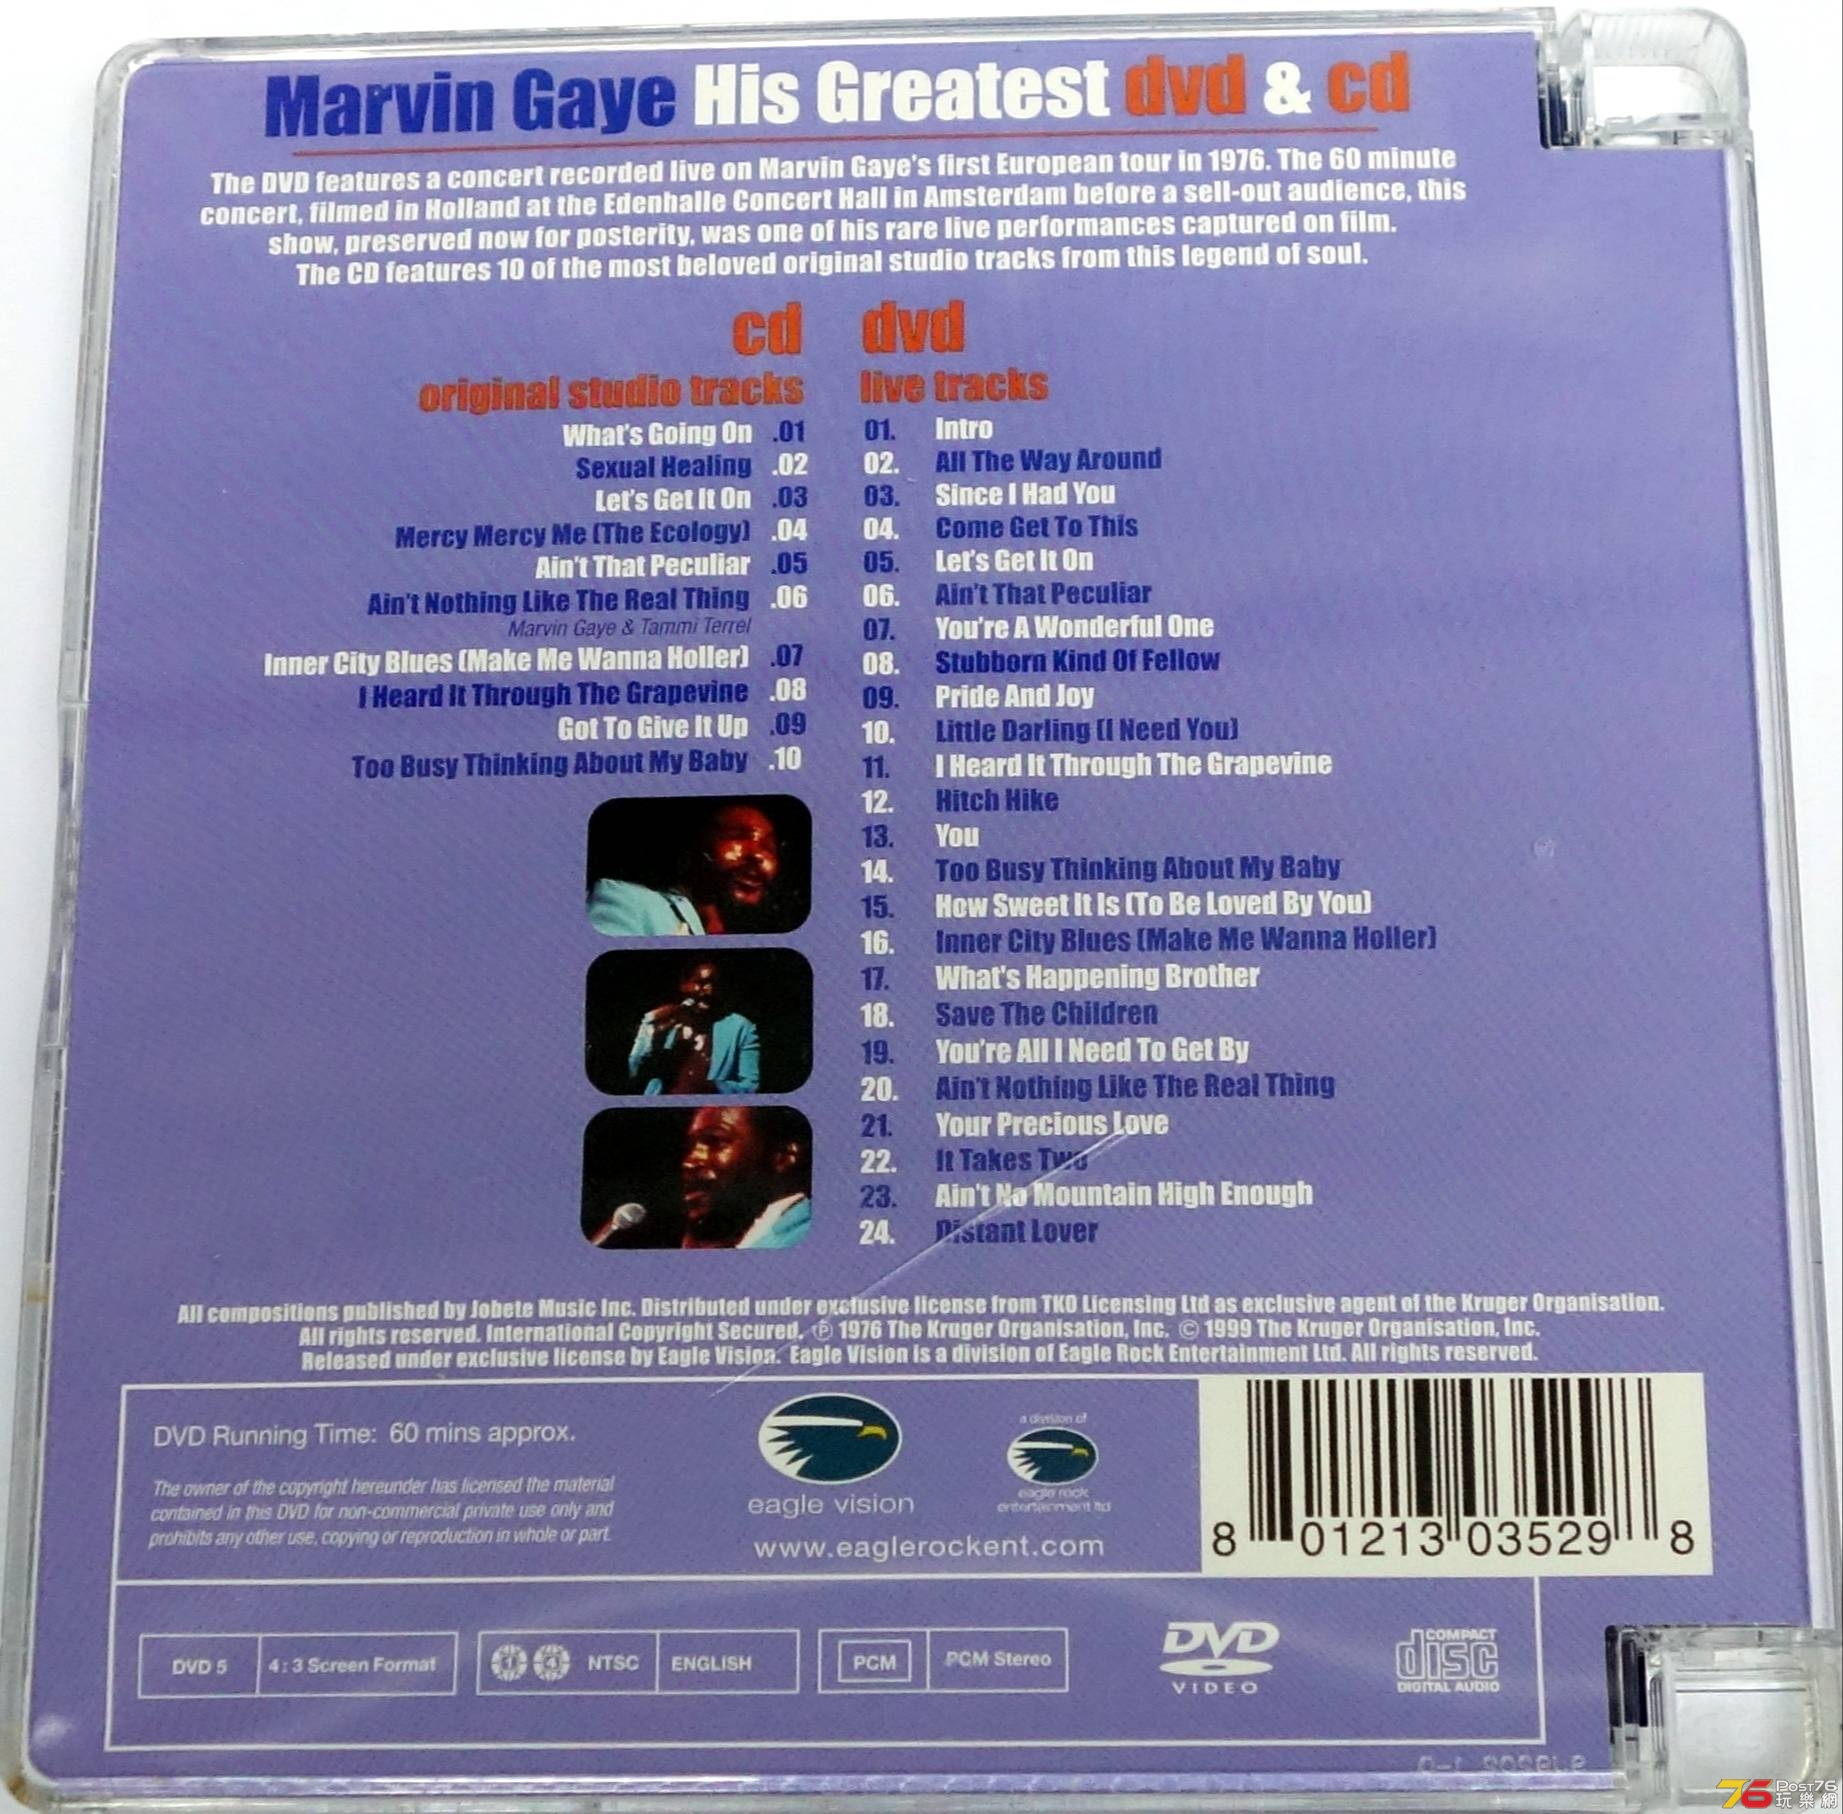 Marvin Gaye His Greatest dvd & cd
The DVD features a concert recorded live on Marvin Gaye's first European tour in 1976. The 60 minute
concert, filmed in Holland at the Edenhalle Concert Hall in Amsterdam before a sell-out audience, this
show, preserved now for posterity, was one of his rare live performances captured on film.
The CD features 10 of the most beloved original studio tracks from this legend of soul.
cd
original studio tracks
What's Going On .01
Sexual Healing .02
Let's Get It On .03
Mercy Mercy Me (The Ecology) .04
Ain't That Peculiar .05
Ain't Nothing Like The Real Thing .06
Marvin Gaye & Tammi Terrel
Inner City Blues (Make Me Wanna Holler) .07
I Heard It Through The Grapevine .08
Got To Give It Up .09
Too Busy Thinking About My Baby .10
dvd
live tracks
01. Intro
02. All The Way Around
03. Since I Had You
04. Come Get To This
05. Let's Get It On
06. Ain't That Peculiar
07. You're A Wonderful One
08. Stubborn Kind Of Fellow
09. Pride And Joy
10. Little Darling (I Need You)
11. I Heard It Through The Grapevine
12. Hitch Hike
13. You
14. Too Busy Thinking About My Baby
15. How Sweet It Is (To Be Loved By You)
16. Inner City Blues (Make Me Wanna Holler)
17. What's Happening Brother
18. Save The Children
19. You're All I Need To Get By
20. Ain't Nothing Like The Real Thing
21. Your Precious Love
22. It Takes Two
23. Ain't No Mountain High Enough
24. Distant Lover
All compositions published by Jobete Music Inc. Distributed under exclusive license from TKO Licensing Ltd as exclusive agent of the Kruger Organisation.
All rights reserved. International Copyright Secured. ℗ 1976 The Kruger Organisation, Inc. © 1999 The Kruger Organisation, Inc.
Released under exclusive license by Eagle Vision. Eagle Vision is a division of Eagle Rock Entertainment Ltd. All rights reserved.
DVD Running Time: 60 mins approx.
The owner of the copyright hereunder has licensed the material
contained in this DVD for non-commercial private use only and
prohibits any other use, copying or reproduction in whole or part.
eagle vision
a division of
eagle rock
entertainment ltd
www.eaglerockent.com
8 01213 03529 8
DVD 5 4:3 Screen Format
1 4 NTSC ENGLISH
PCM PCM Stereo
DVD
VIDEO
COMPACT
disc
DIGITAL AUDIO
76 POST76
玩樂網